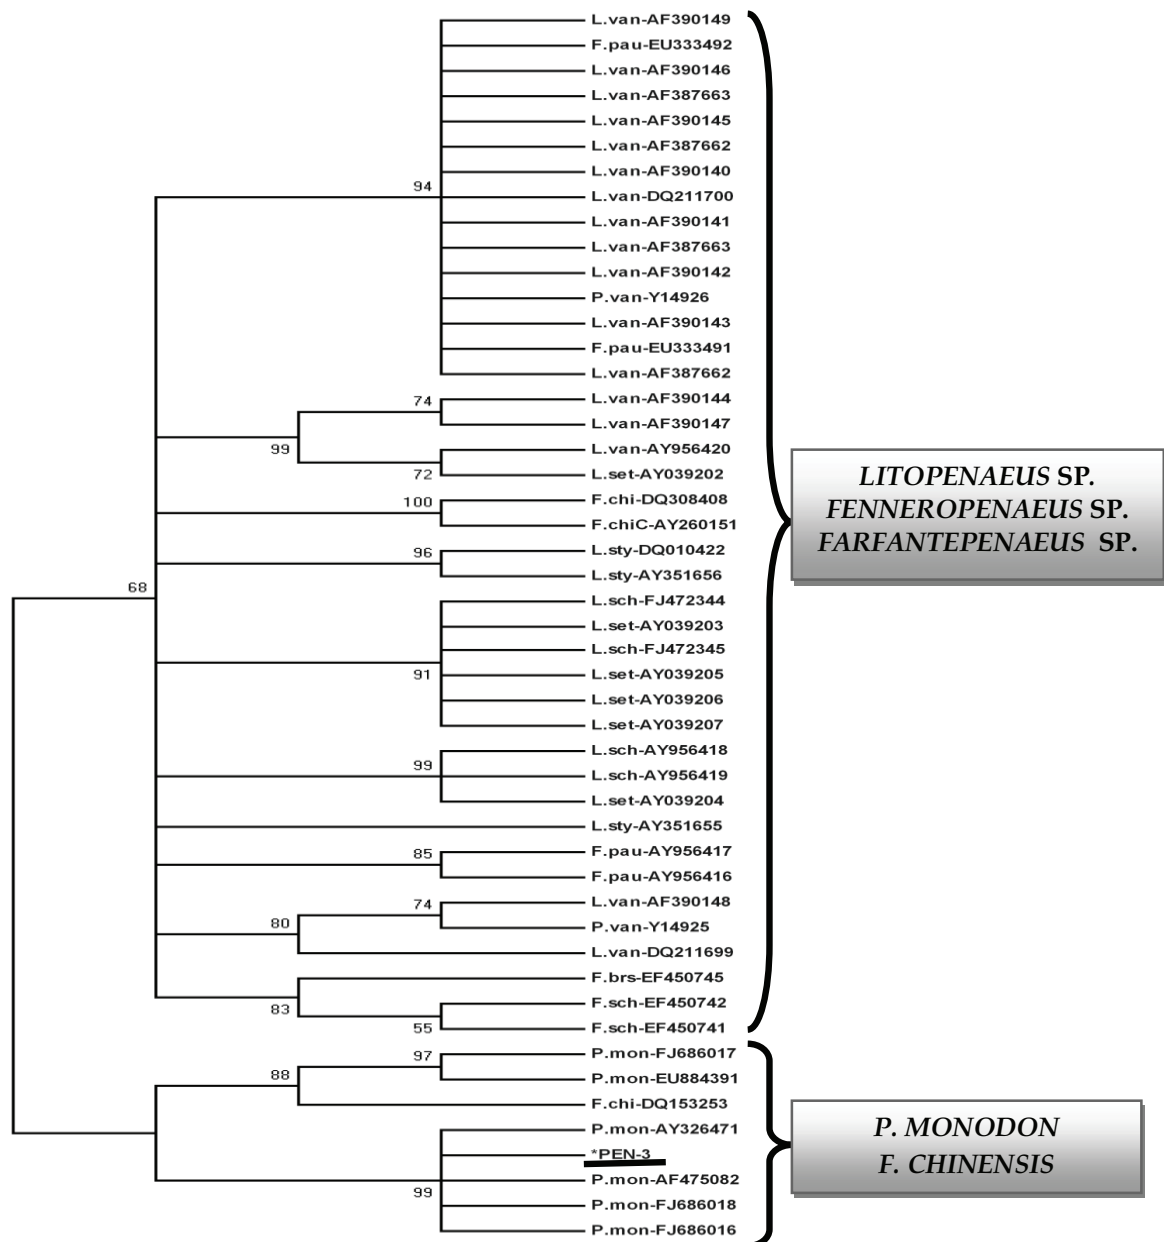 L.van-AF390149
F.pau-EU333492
L.van-AF390146
L.van-AF387663
L.van-AF390145
L.van-AF387662
L.van-AF390140
94
L.van-DQ211700
L.van-AF390141
L.van-AF387663
L.van-AF390142
P.van-Y14926
L.van-AF390143
F.pau-EU333491
L.van-AF387662
74
L.van-AF390144
L.van-AF390147
99
L.van-AY956420
72
L.set-AY039202
100
F.chi-DQ308408
F.chiC-AY260151
96
L.sty-DQ010422
L.sty-AY351656
68
L.sch-FJ472344
L.set-AY039203
L.sch-FJ472345
91
L.set-AY039205
L.set-AY039206
L.set-AY039207
L.sch-AY956418
99
L.sch-AY956419
L.set-AY039204
L.sty-AY351655
85
F.pau-AY956417
F.pau-AY956416
74
L.van-AF390148
80
P.van-Y14925
L.van-DQ211699
F.brs-EF450745
83
F.sch-EF450742
55
F.sch-EF450741
97
P.mon-FJ686017
88
P.mon-EU884391
F.chi-DQ153253
P.mon-AY326471
*PEN-3
P.mon-AF475082
99
P.mon-FJ686018
P.mon-FJ686016
LITOPENAEUS SP.
FENNEROPENAEUS SP.
FARFANTEPENAEUS SP.
P. MONODON
F. CHINENSIS